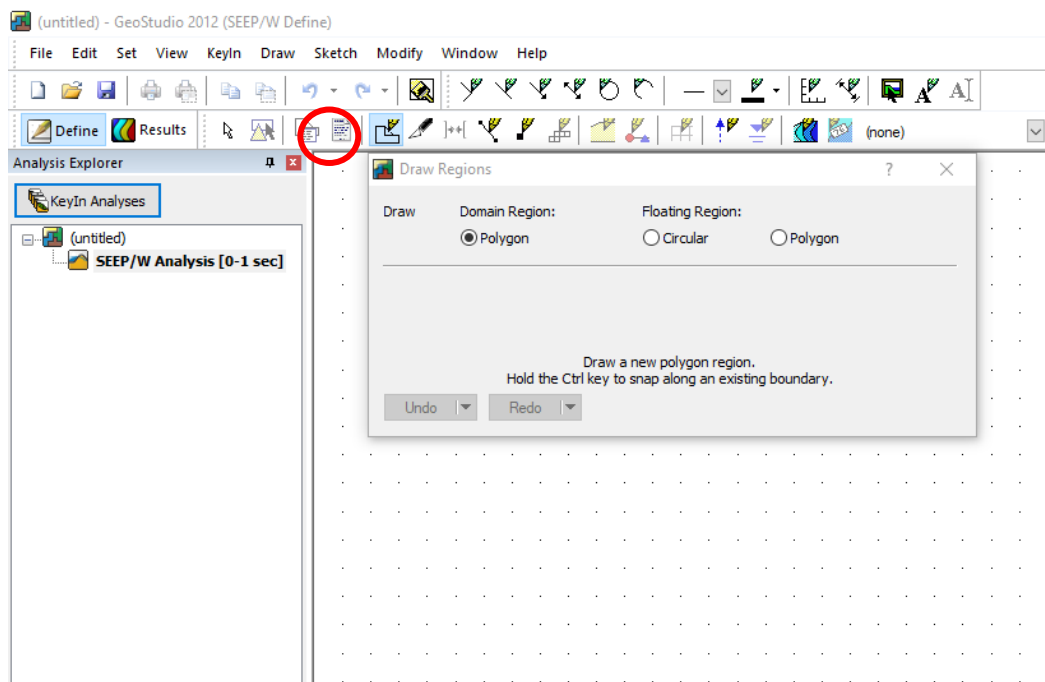 (untitled) - GeoStudio 2012 (SEEP/W Define)
File Edit Set View KeyIn Draw Sketch Modify Window Help
A A
Define Results (none)
Analysis Explorer
KeyIn Analyses
(untitled)
SEEP/W Analysis [0-1 sec]
Draw Regions ?
Draw Domain Region: Floating Region:
Polygon Circular Polygon
Draw a new polygon region.
Hold the Ctrl key to snap along an existing boundary.
Undo Redo